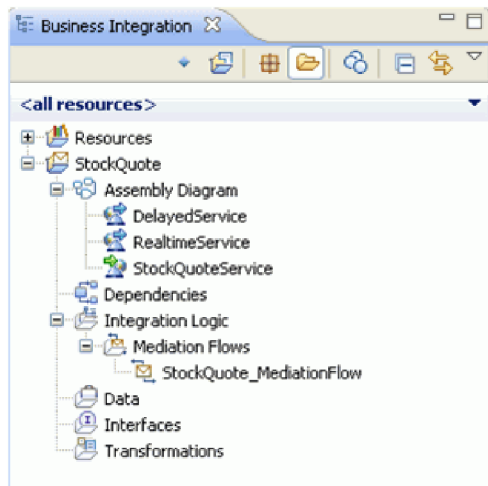 Business Integration
<all resources>
Resources
StockQuote
Assembly Diagram
DelayedService
RealtimeService
StockQuoteService
Dependencies
Integration Logic
Mediation Flows
StockQuote_MediationFlow
Data
Interfaces
Transformations